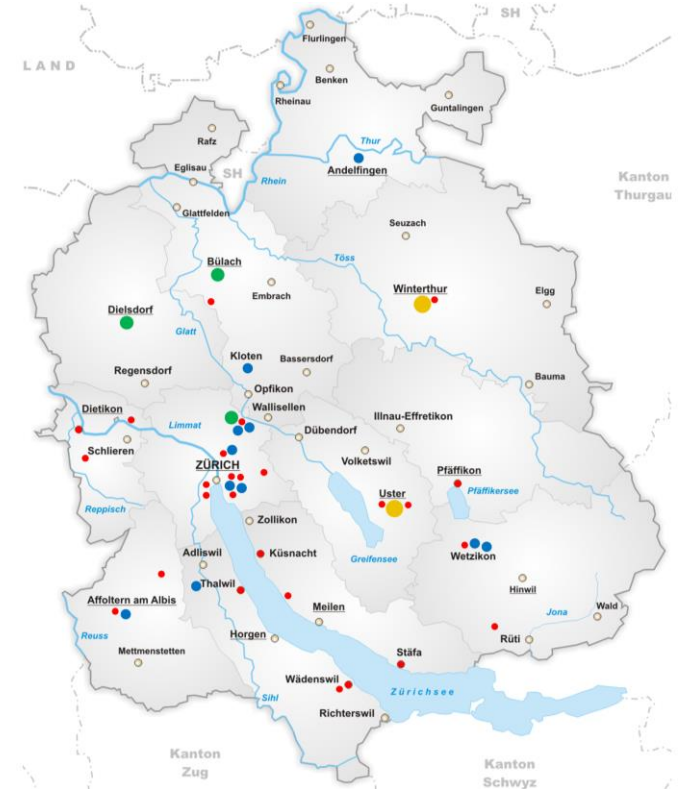 SH
Flurlingen
LAND
Benken
Rheinau
Guntalingen
Rafz
Thur
Eglisau
SH
Rhein
Andelfingen
Kanton
Thurgau
Glattfelden
Seuzach
Bülach
Töss
Winterthur
Elgg
Embrach
Dielsdorf
Glatt
Kloten
Bassersdorf
Regensdorf
Bauma
Opfikon
Dietikon
Limmat
Wallisellen
Illnau-Effretikon
Dübendorf
Schlieren
Volketswil
ZÜRICH
Pfäffikon
Pfäffikersee
Uster
Reppisch
Zollikon
Adliswil
Küsnacht
Greifensee
Wetzikon
Thalwil
Hinwil
Affoltern am Albis
Meilen
Jona
Wald
Reuss
Horgen
Rüti
Mettmenstetten
Stäfa
Wädenswil
Zürichsee
Sihl
Richterswil
Kanton
Zug
Kanton
Schwyz